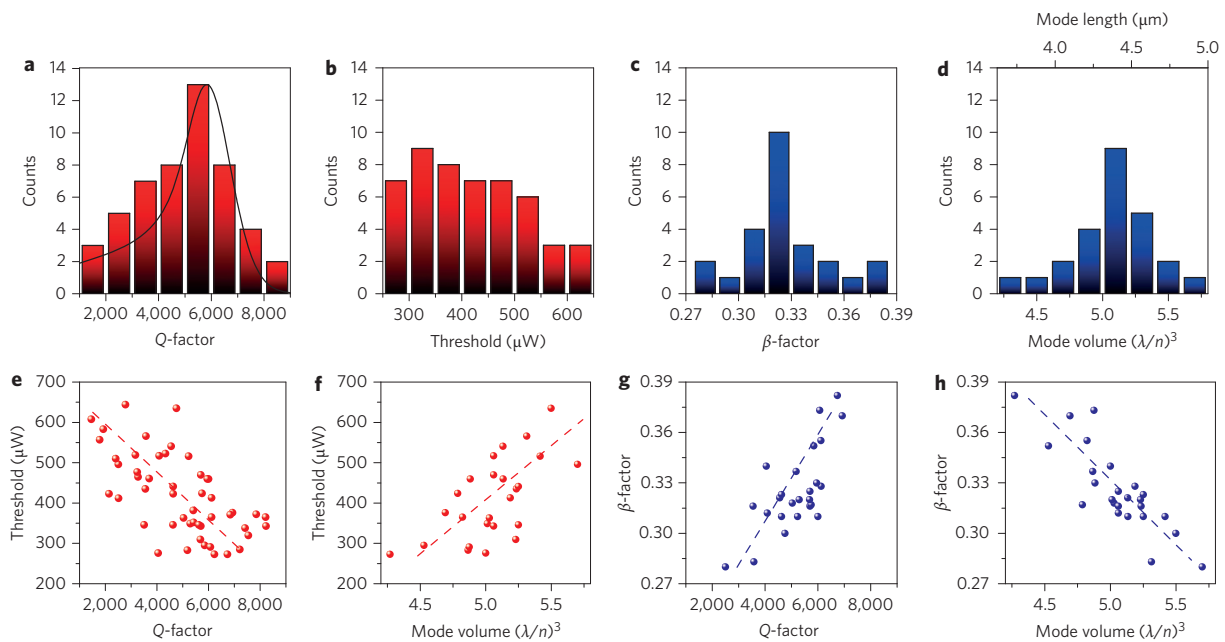 Mode length (μm)
4.0 4.5 5.0
a b c d
14 14 14 14
12 12 12 12
10 10 10 10
8 8 8 8
6 6 6 6
4 4 4 4
2 2 2 2
0 0 0 0
Counts Counts Counts Counts
2,000 4,000 6,000 8,000
300 400 500 600
0.27 0.30 0.33 0.36 0.39
4.5 5.0 5.5
Q-factor
Threshold (μW)
β-factor
Mode volume (λ/n)³
e f g h
700 700 0.39 0.39
600 600 0.36 0.36
500 500 0.33 0.33
400 400 0.30 0.30
300 300 0.27 0.27
200 200
Threshold (μW) Threshold (μW) β-factor β-factor
2,000 4,000 6,000 8,000
4.5 5.0 5.5
2,000 4,000 6,000 8,000
4.5 5.0 5.5
Q-factor
Mode volume (λ/n)³
Q-factor
Mode volume (λ/n)³